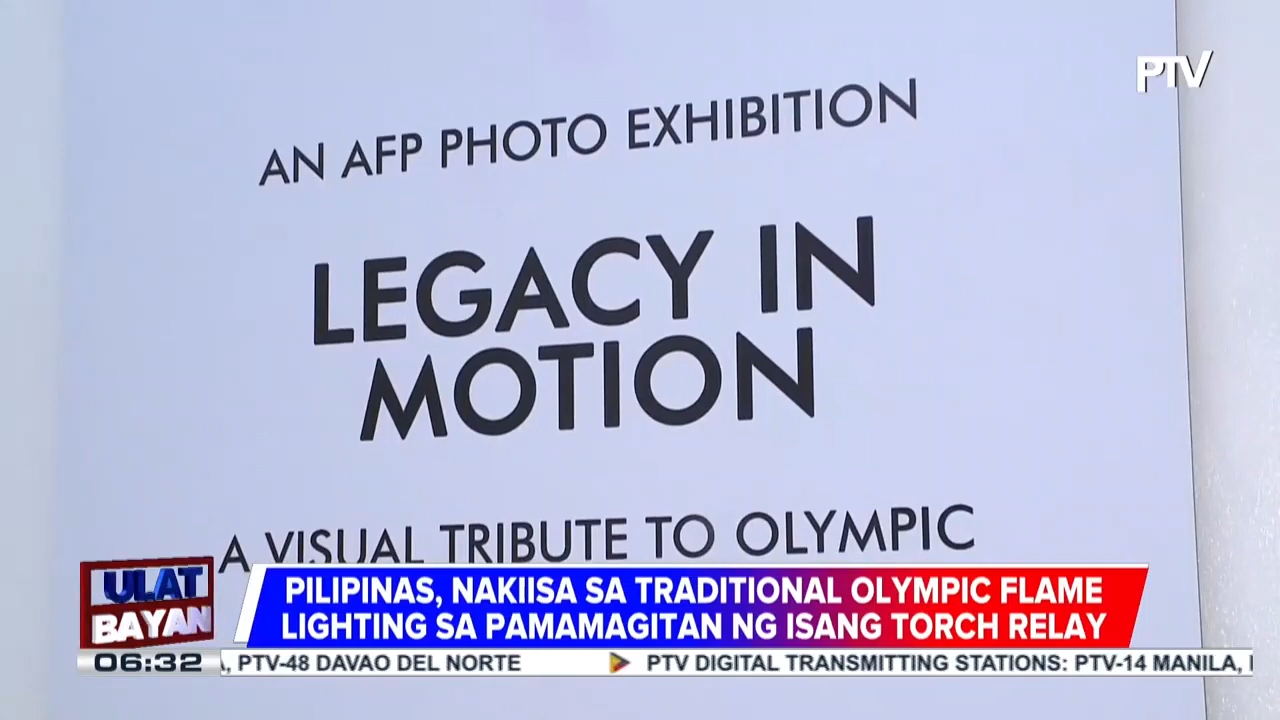 PTV
AN AFP PHOTO EXHIBITION
LEGACY IN
MOTION
A VISUAL TRIBUTE TO OLYMPIC
ULAT
BAYAN
PILIPINAS, NAKIISA SA TRADITIONAL OLYMPIC FLAME
LIGHTING SA PAMAMAGITAN NG ISANG TORCH RELAY
06:32
, PTV-48 DAVAO DEL NORTE PTV DIGITAL TRANSMITTING STATIONS: PTV-14 MANILA,